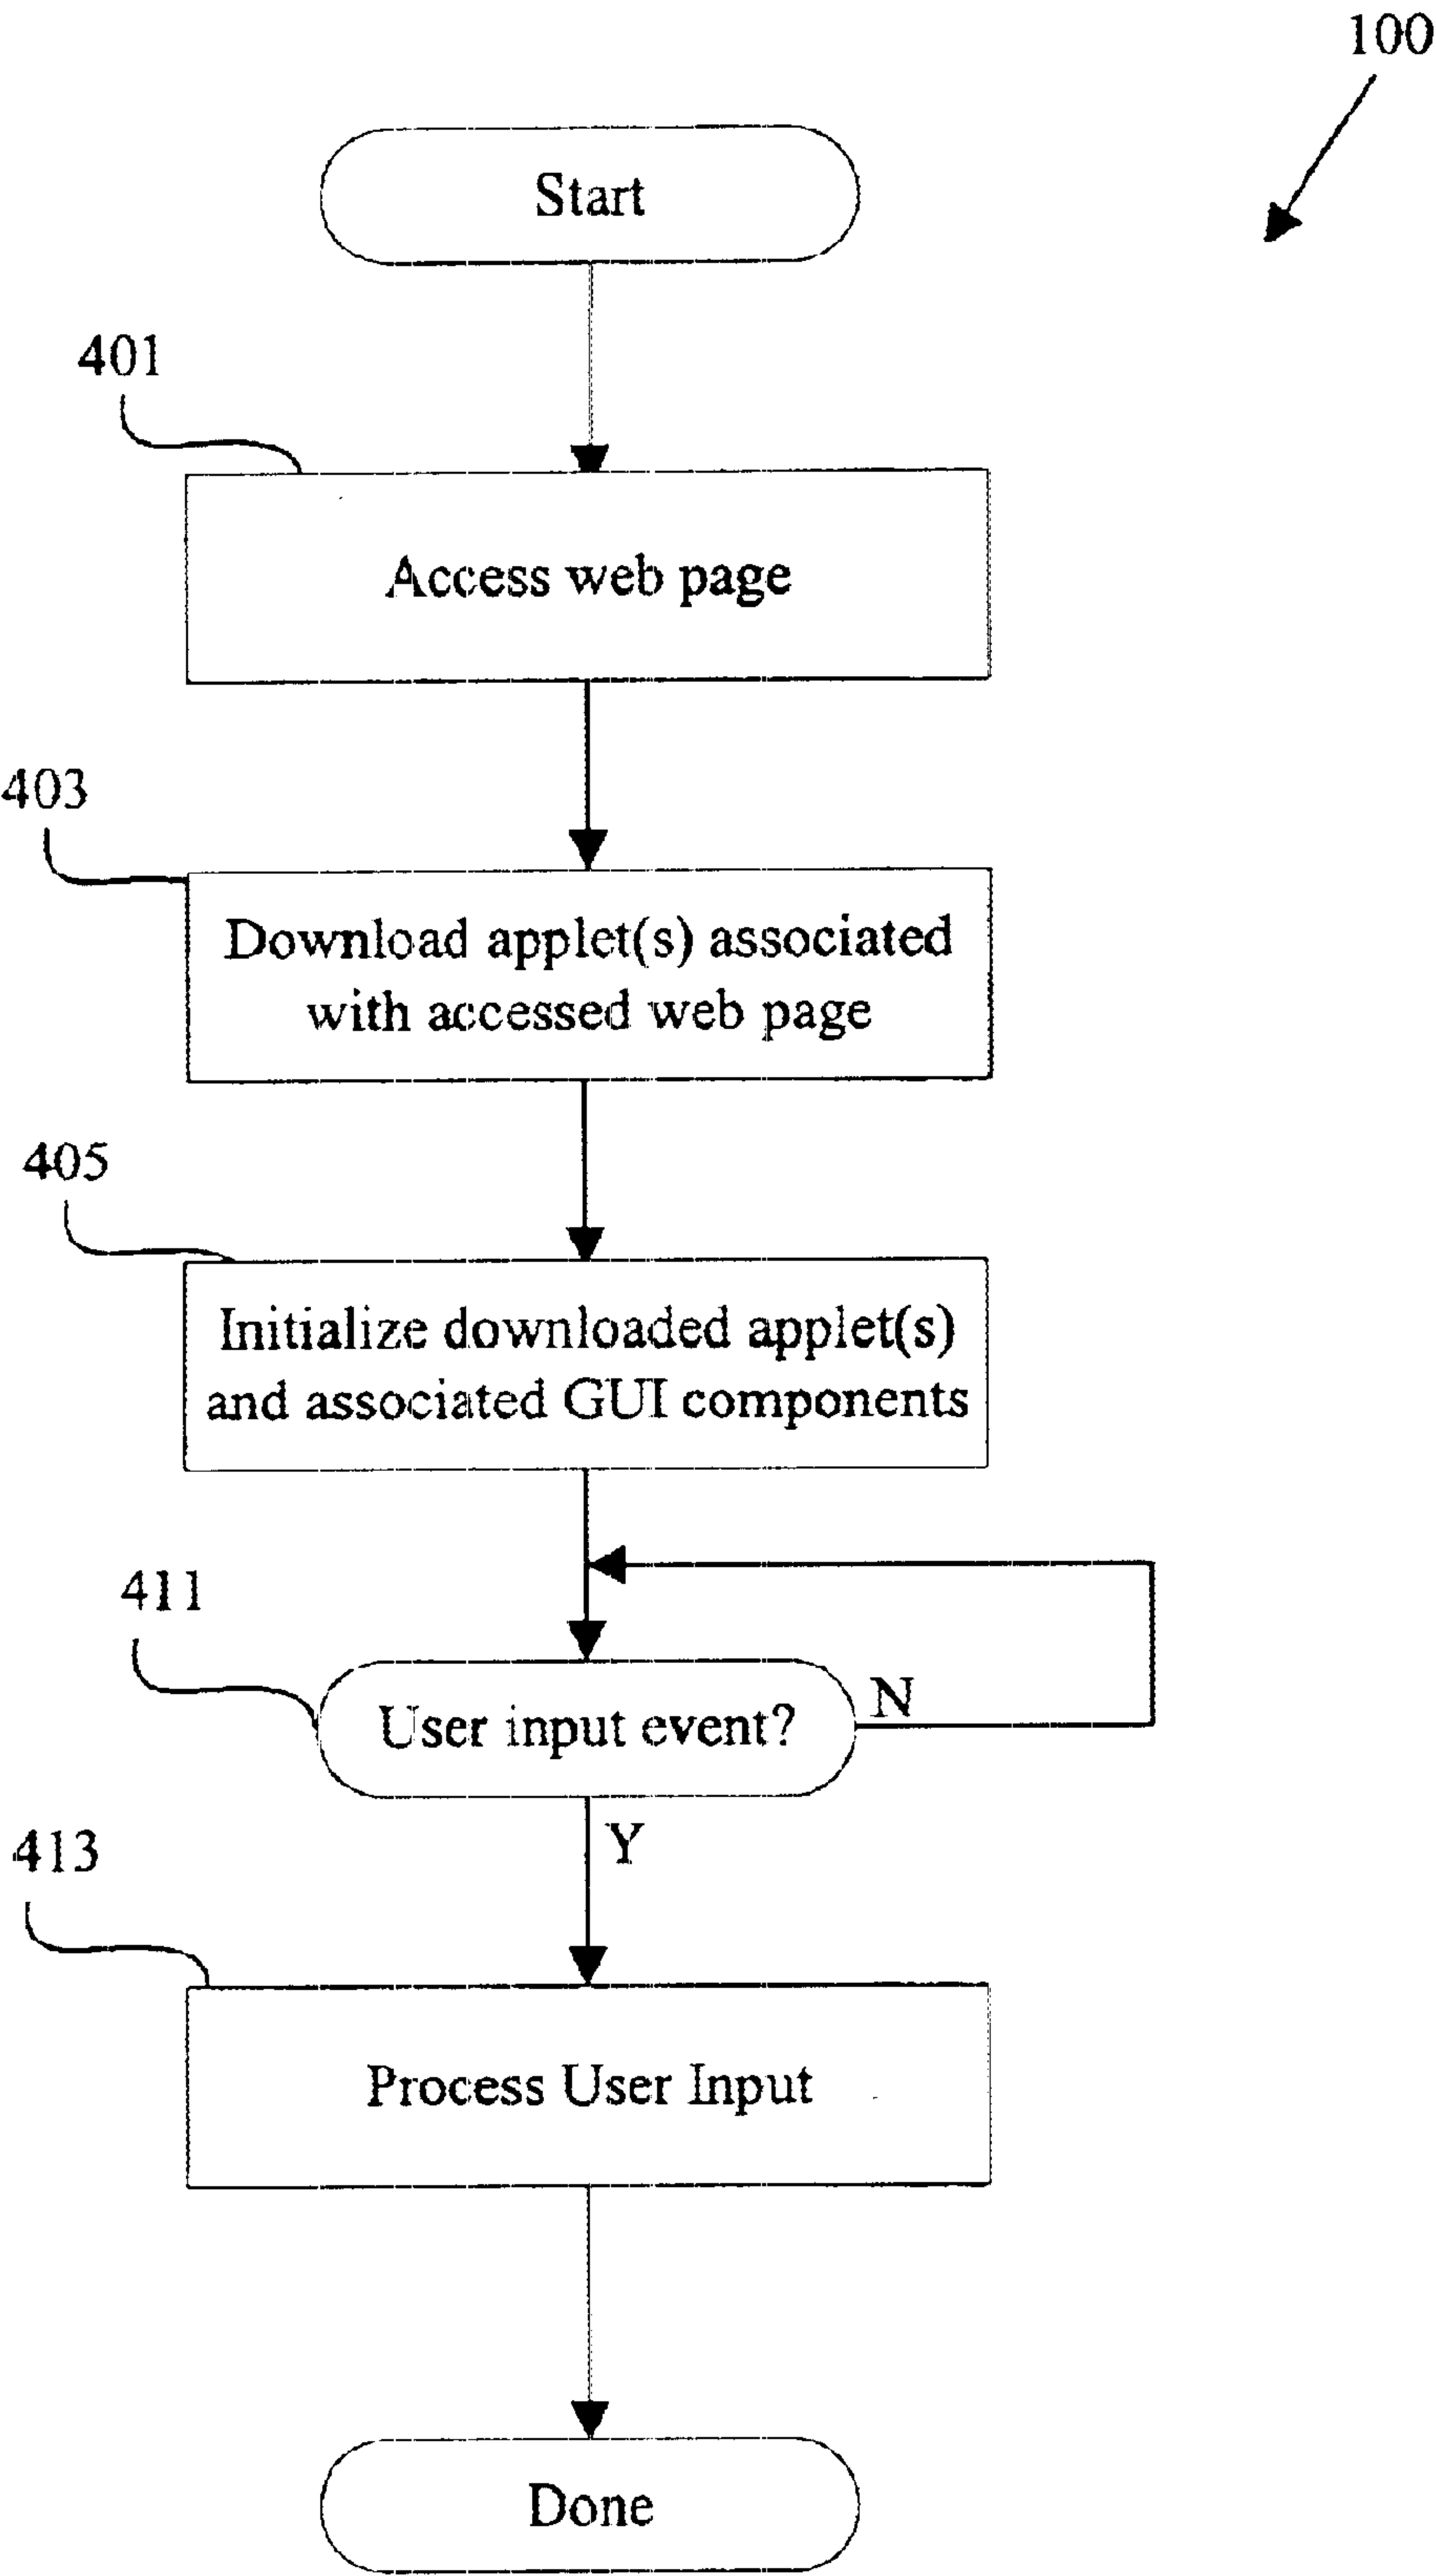 100
Start
401
Access web page
403
Download applet(s) associated
with accessed web page
405
Initialize downloaded applet(s)
and associated GUI components
411
User input event?
N
Y
413
Process User Input
Done